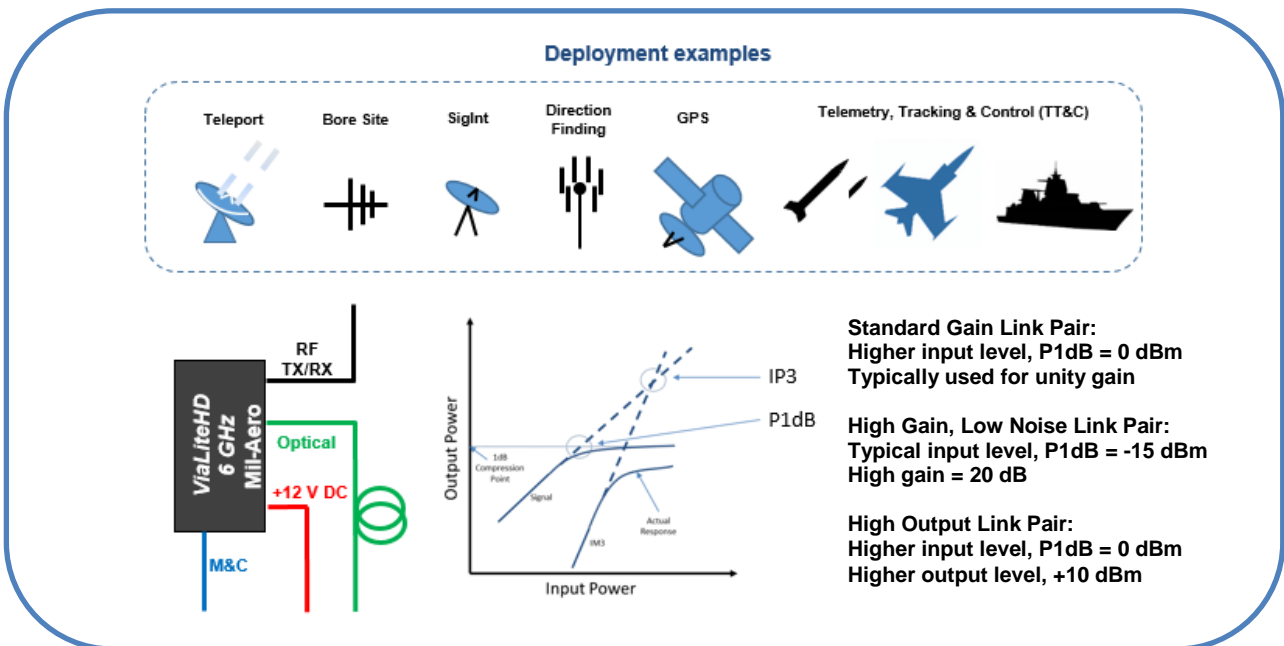 Deployment examples
Teleport
Bore Site
SigInt
Direction
Finding
GPS
Telemetry, Tracking & Control (TT&C)
RF
TX/RX
ViaLiteHD
6 GHz
Mil-Aero
Optical
+12 V DC
M&C
Output Power
1dB
Compression
Point
Signal
IM3
Actual
Response
IP3
P1dB
Input Power
Standard Gain Link Pair:
Higher input level, P1dB = 0 dBm
Typically used for unity gain
High Gain, Low Noise Link Pair:
Typical input level, P1dB = -15 dBm
High gain = 20 dB
High Output Link Pair:
Higher input level, P1dB = 0 dBm
Higher output level, +10 dBm